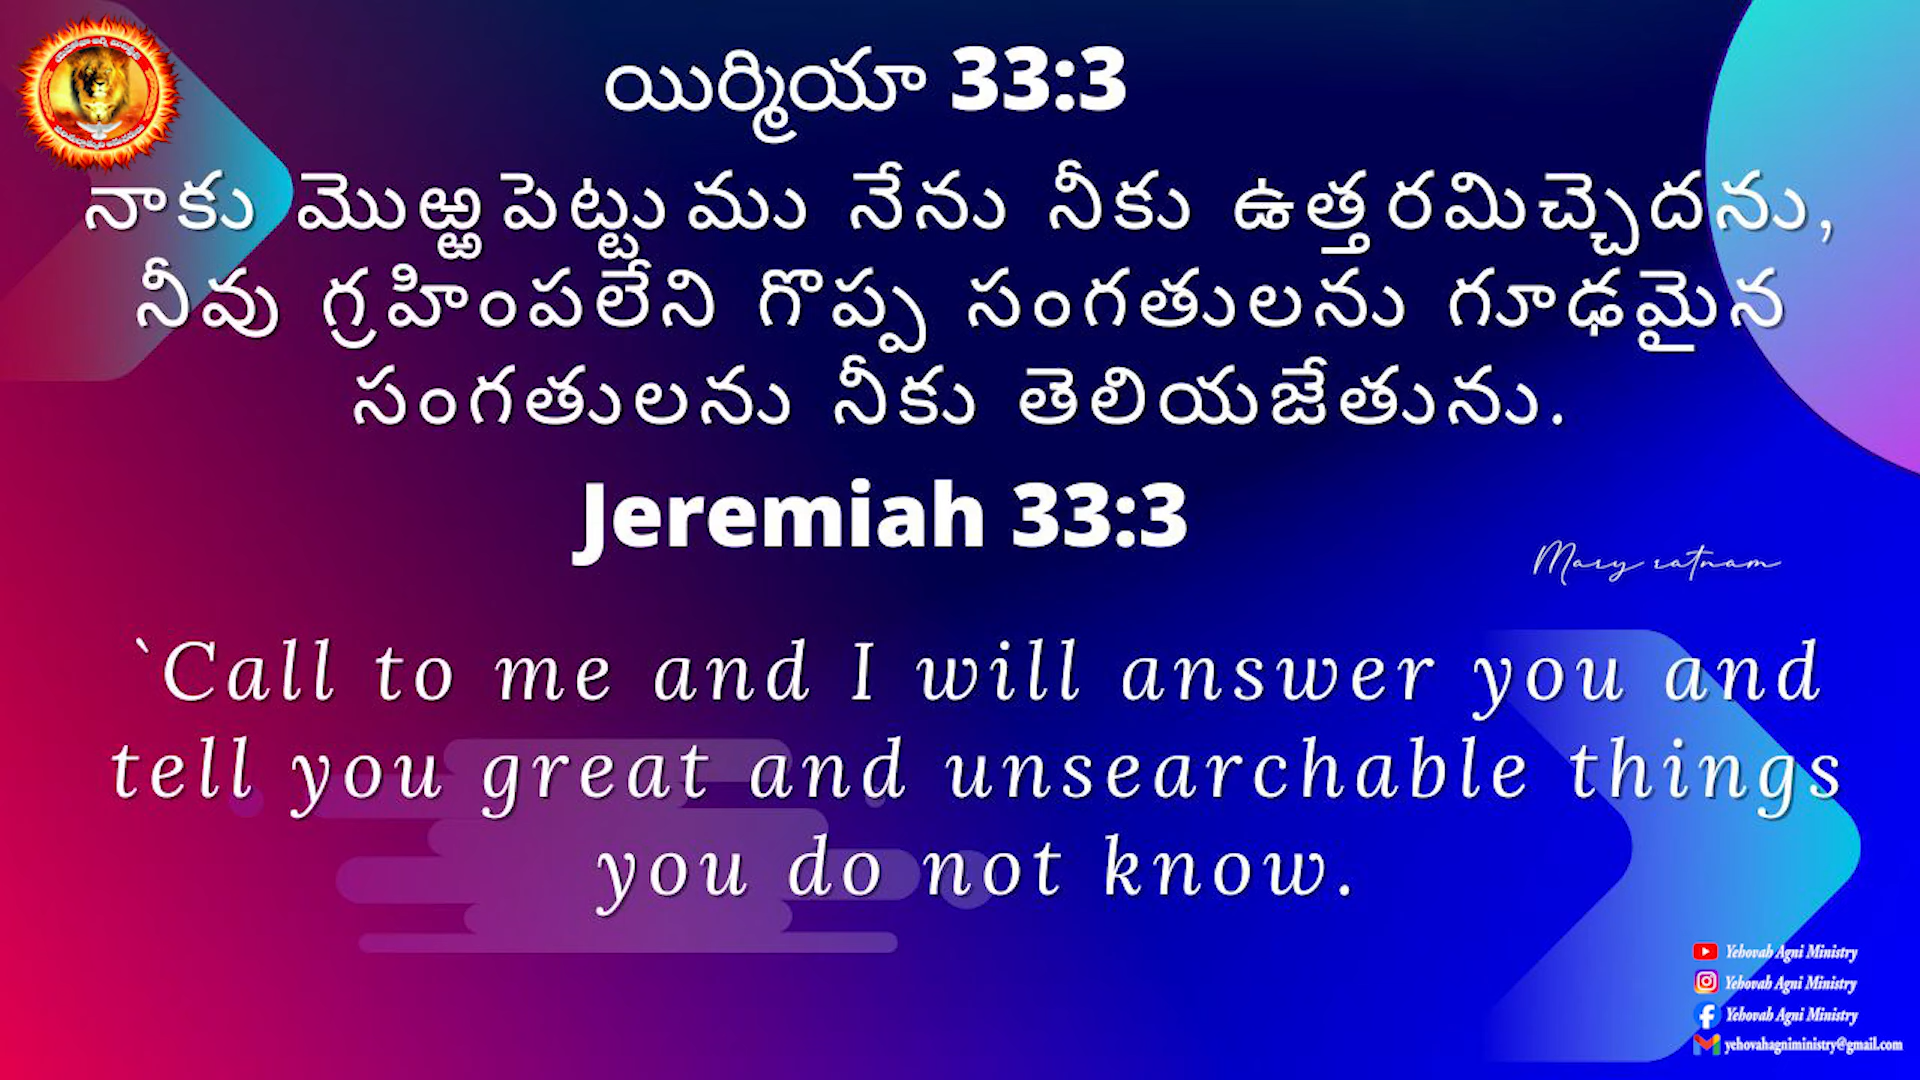 యిర్మియా 33:3
నాకు మొఱ్ఱపెట్టుము నేను నీకు ఉత్తరమిచ్చెదను,
నీవు గ్రహింపలేని గొప్ప సంగతులను గూఢమైన
సంగతులను నీకు తెలియజేతును.
Jeremiah 33:3
Mary ratnam
`Call to me and I will answer you and
tell you great and unsearchable things
you do not know.
Yehovah Agni Ministry
Yehovah Agni Ministry
Yehovah Agni Ministry
yehovahagniministry@gmail.com